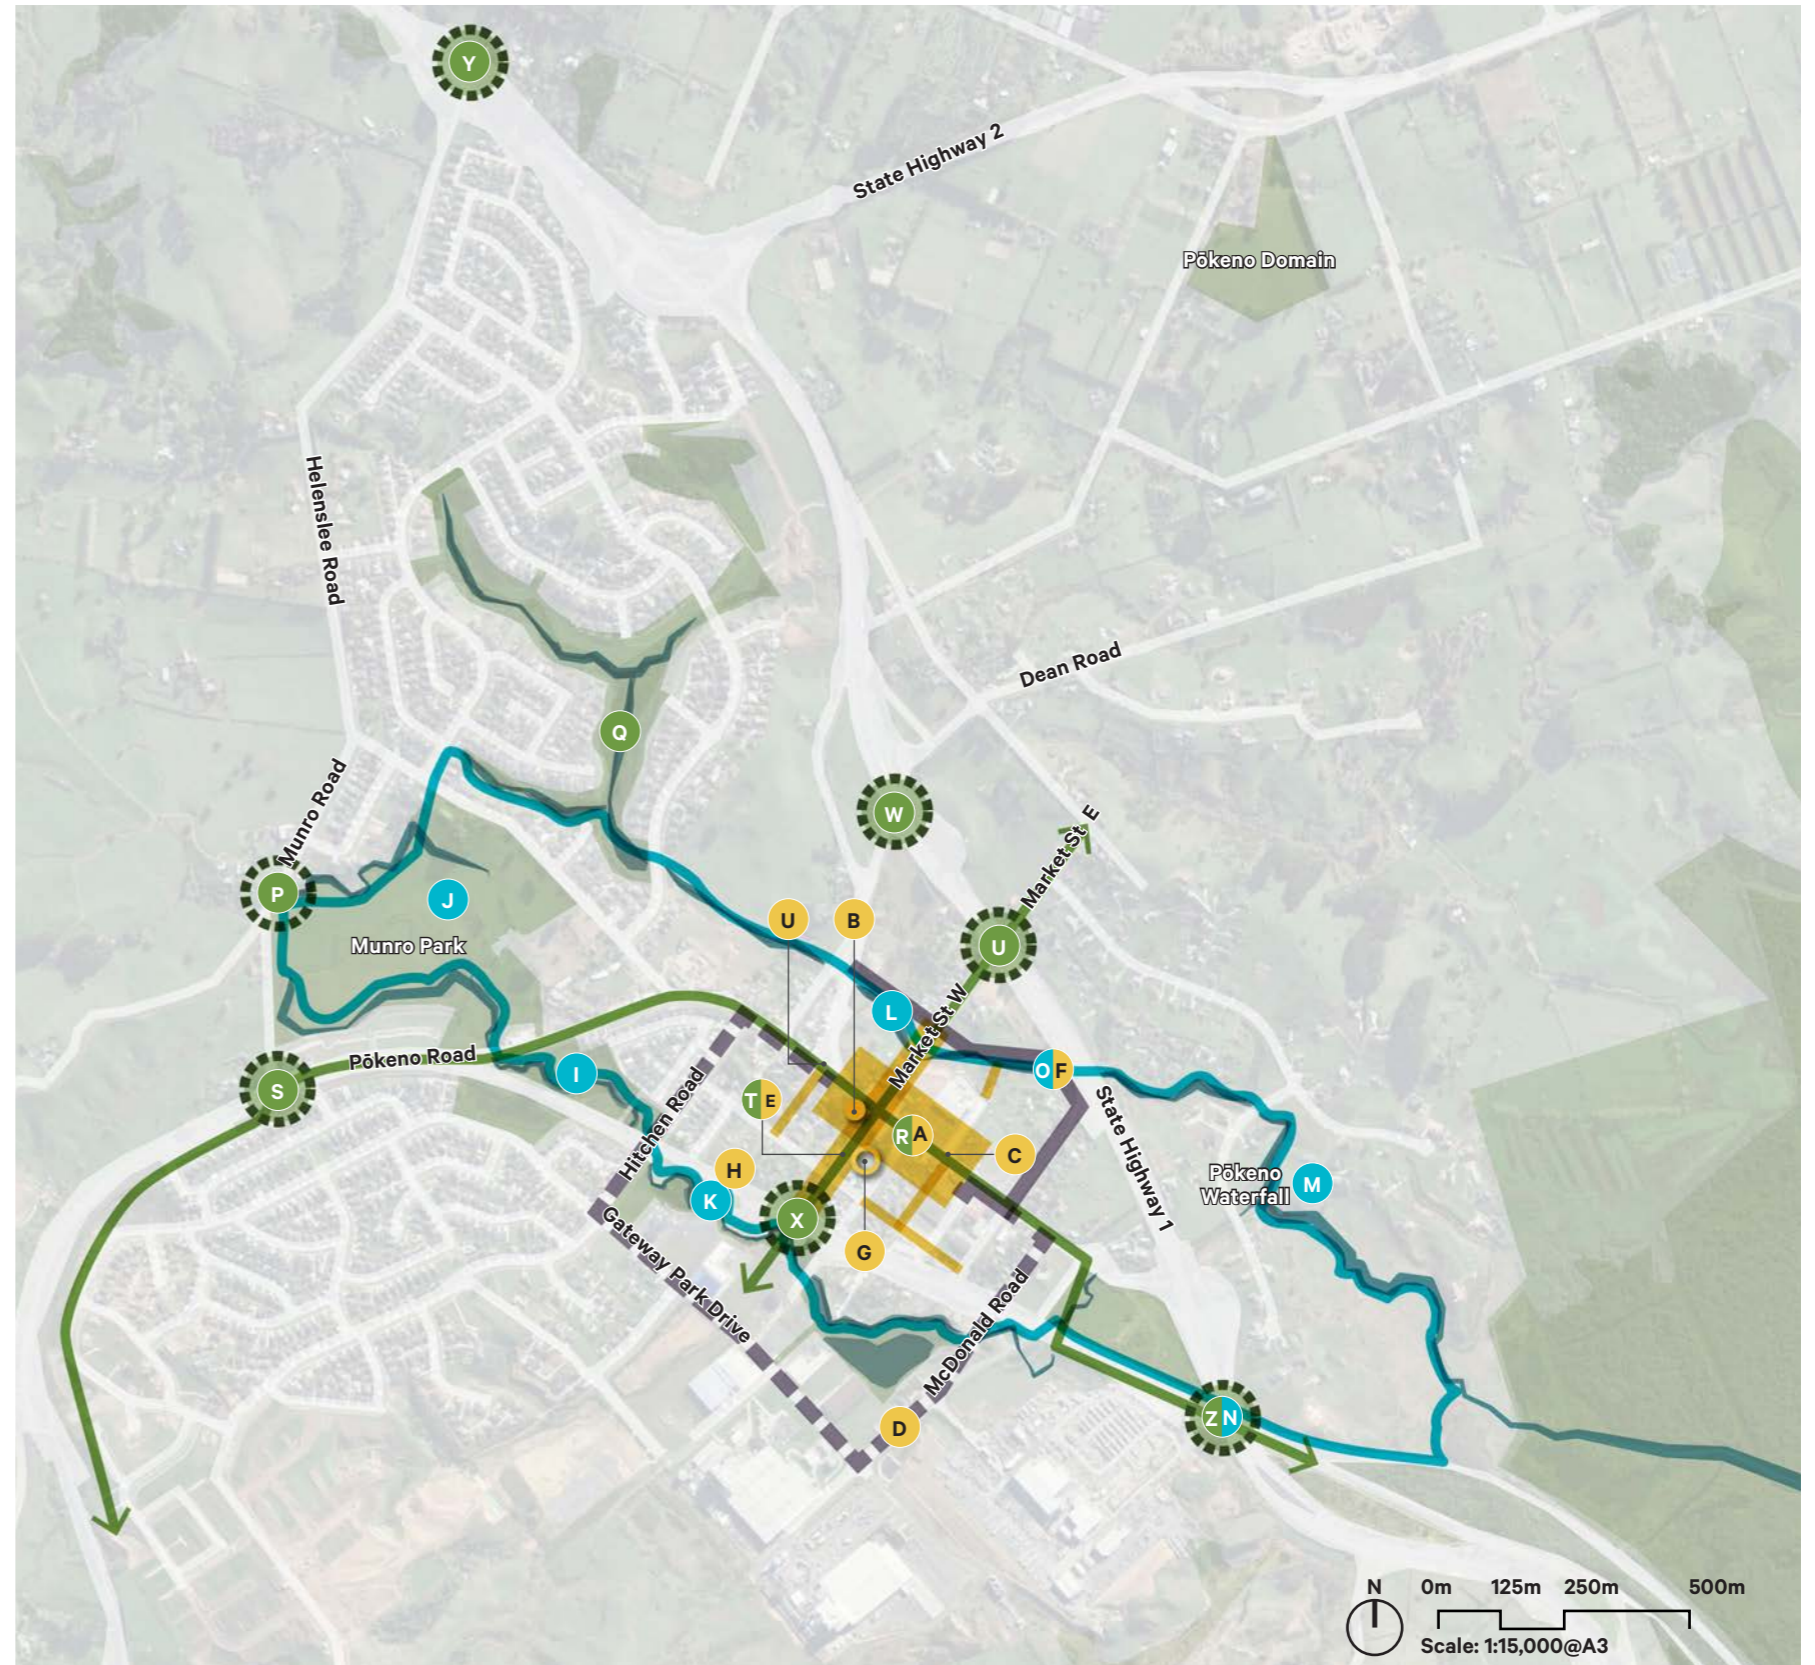 Y
State Highway 2
Pōkeno Domain
Helenslee Road
Dean Road
Q
Munro Road
W
Market St E
P
J
Munro Park
U
B
U
L
Market St W
S
Pōkeno Road
I
O F
State Highway 1
Hitchen Road
T E
R A
C
H
K
X
G
Pōkeno
Waterfall
M
Gateway Park Drive
McDonald Road
D
Z N
N
0m 125m 250m 500m
Scale: 1:15,000@A3